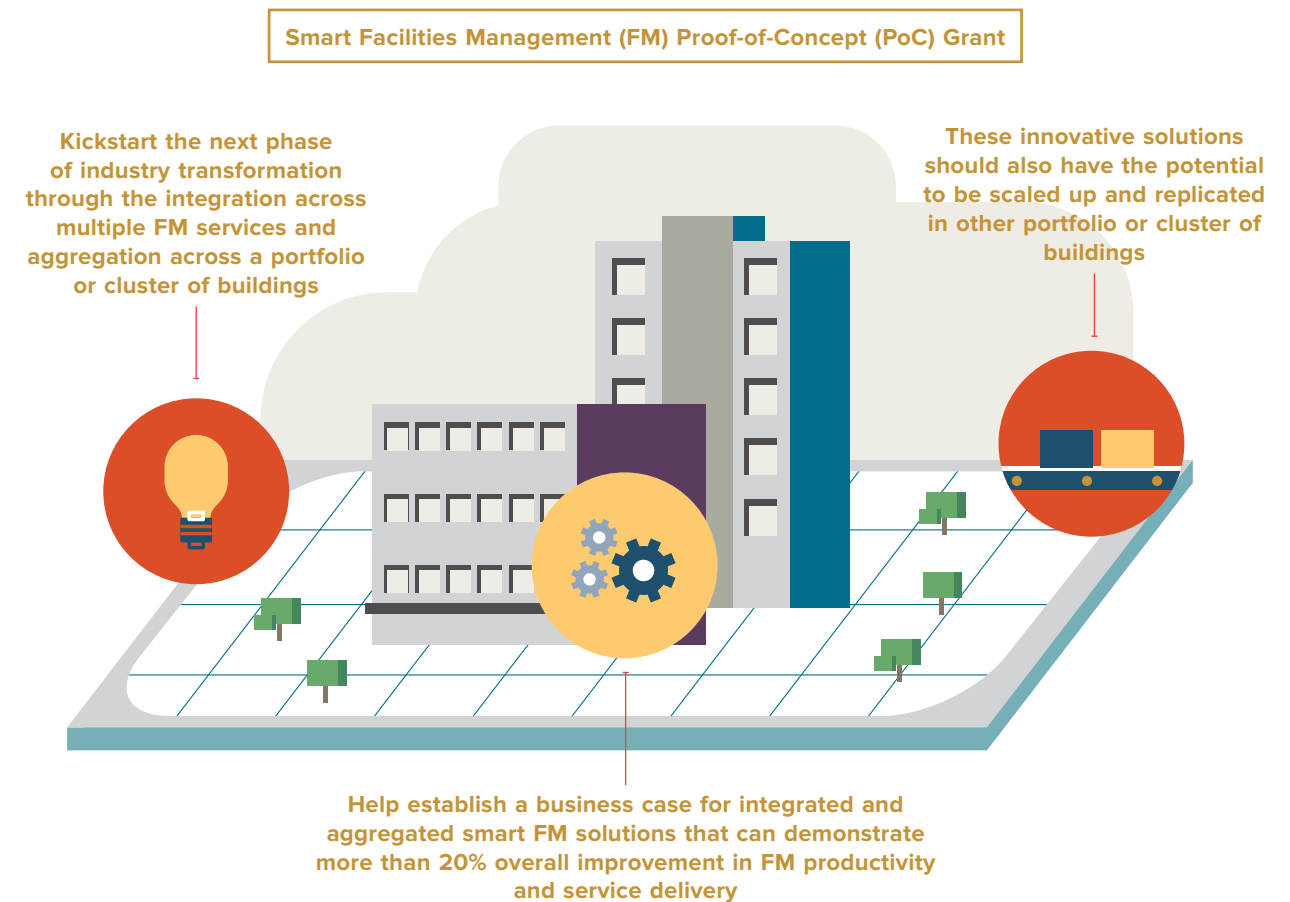 Smart Facilities Management (FM) Proof-of-Concept (PoC) Grant
Kickstart the next phase
of industry transformation
through the integration across
multiple FM services and
aggregation across a portfolio
or cluster of buildings
These innovative solutions
should also have the potential
to be scaled up and replicated
in other portfolio or cluster of
buildings
Help establish a business case for integrated and
aggregated smart FM solutions that can demonstrate
more than 20% overall improvement in FM productivity
and service delivery